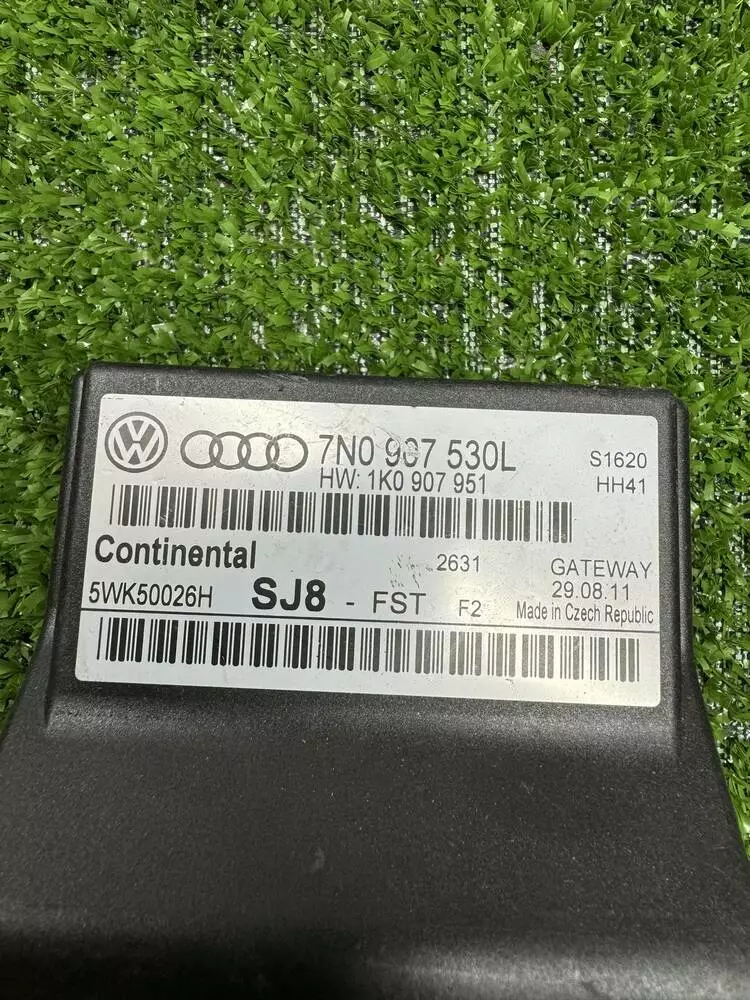 7N0 907 530L
HW: 1K0 907 951
S1620
HH41
Continental
2631
GATEWAY
5WK50026H SJ8 - FST F2
29.08.11
Made in Czech Republic